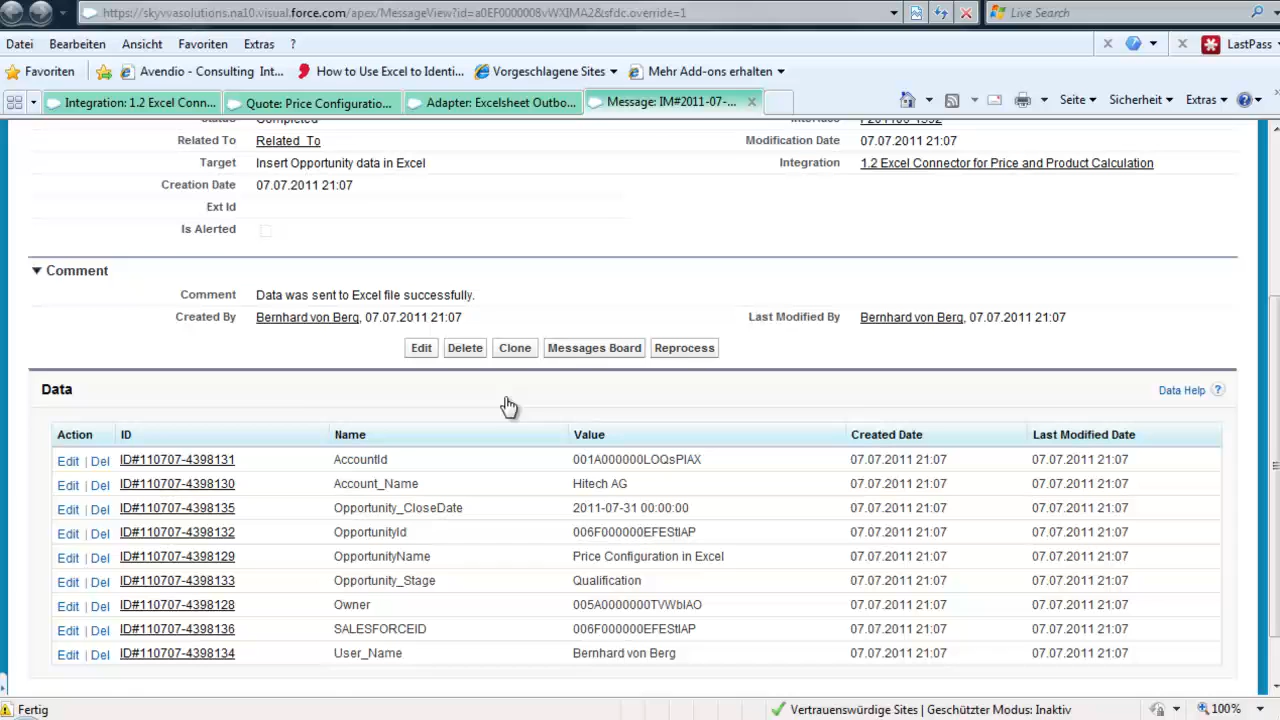 https://skyvvasolutions.na10.visual.force.com/apex/MessageView?id=a0EF0000008vWXIMA2&sfdc.override=1 Live Search
Datei Bearbeiten Ansicht Favoriten Extras ? LastPass
Favoriten Avendio - Consulting Int... How to Use Excel to Identi... Vorgeschlagene Sites Mehr Add-ons erhalten
Integration: 1.2 Excel Conn... Quote: Price Configuratio... Adapter: Excelsheet Outbo... Message: IM#2011-07-... Seite Sicherheit Extras
Status Completed Interface
Related To Related_To Modification Date 07.07.2011 21:07
Target Insert Opportunity data in Excel Integration 1.2 Excel Connector for Price and Product Calculation
Creation Date 07.07.2011 21:07
Ext Id
Is Alerted
Comment
Comment Data was sent to Excel file successfully.
Created By Bernhard von Berg, 07.07.2011 21:07 Last Modified By Bernhard von Berg, 07.07.2011 21:07
Edit Delete Clone Messages Board Reprocess
Data Data Help ?
Action ID Name Value Created Date Last Modified Date
Edit | Del ID#110707-4398131 AccountId 001A000000LOQsPIAX 07.07.2011 21:07 07.07.2011 21:07
Edit | Del ID#110707-4398130 Account_Name Hitech AG 07.07.2011 21:07 07.07.2011 21:07
Edit | Del ID#110707-4398135 Opportunity_CloseDate 2011-07-31 00:00:00 07.07.2011 21:07 07.07.2011 21:07
Edit | Del ID#110707-4398132 OpportunityId 006F000000EFEStIAP 07.07.2011 21:07 07.07.2011 21:07
Edit | Del ID#110707-4398129 OpportunityName Price Configuration in Excel 07.07.2011 21:07 07.07.2011 21:07
Edit | Del ID#110707-4398133 Opportunity_Stage Qualification 07.07.2011 21:07 07.07.2011 21:07
Edit | Del ID#110707-4398128 Owner 005A0000000TVWbIAO 07.07.2011 21:07 07.07.2011 21:07
Edit | Del ID#110707-4398136 SALESFORCEID 006F000000EFEStIAP 07.07.2011 21:07 07.07.2011 21:07
Edit | Del ID#110707-4398134 User_Name Bernhard von Berg 07.07.2011 21:07 07.07.2011 21:07
Fertig Vertrauenswürdige Sites | Geschützter Modus: Inaktiv 100%